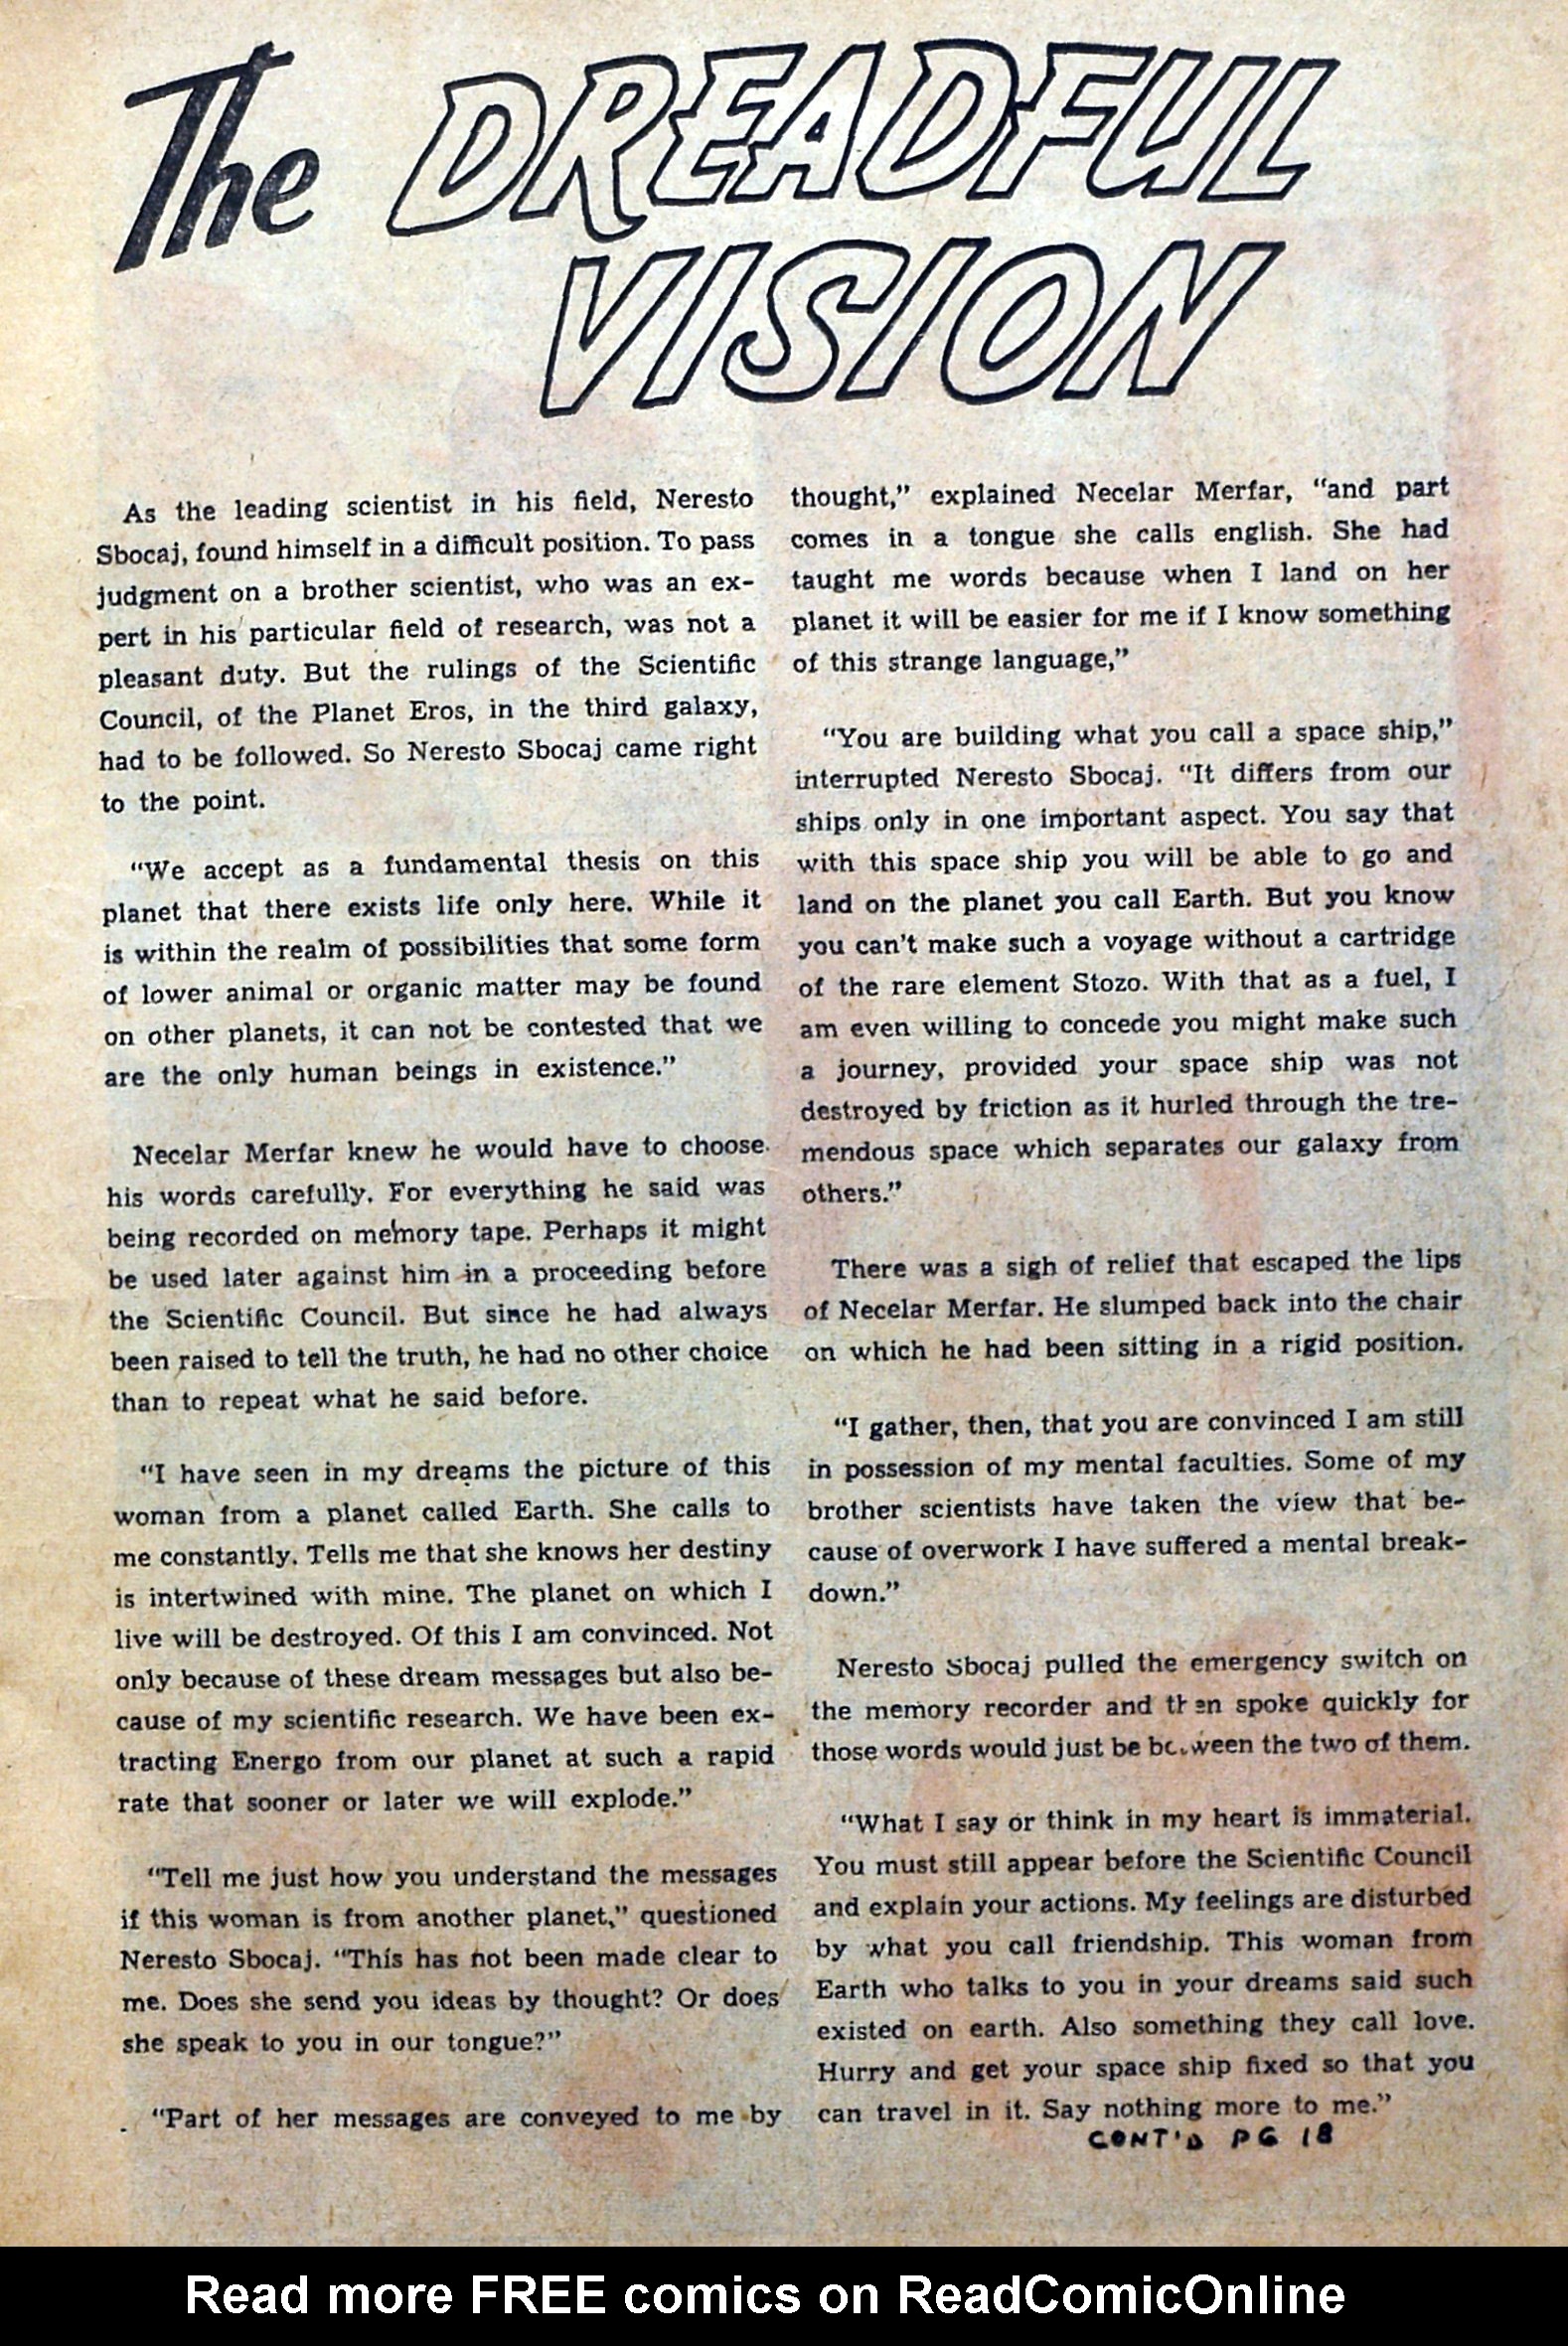 The DREADFUL
VISION
As the leading scientist in his field, Neresto
Sbocaj, found himself in a difficult position. To pass
judgment on a brother scientist, who was an ex-
pert in his particular field of research, was not a
pleasant duty. But the rulings of the Scientific
Council, of the Planet Eros, in the third galaxy,
had to be followed. So Neresto Sbocaj came right
to the point.
"We accept as a fundamental thesis on this
planet that there exists life only here. While it
is within the realm of possibilities that some form
of lower animal or organic matter may be found
on other planets, it can not be contested that we
are the only human beings in existence."
Necelar Merfar knew he would have to choose
his words carefully. For everything he said was
being recorded on memory tape. Perhaps it might
be used later against him in a proceeding before
the Scientific Council. But since he had always
been raised to tell the truth, he had no other choice
than to repeat what he said before.
"I have seen in my dreams the picture of this
woman from a planet called Earth. She calls to
me constantly. Tells me that she knows her destiny
is intertwined with mine. The planet on which I
live will be destroyed. Of this I am convinced. Not
only because of these dream messages but also be-
cause of my scientific research. We have been ex-
tracting Energo from our planet at such a rapid
rate that sooner or later we will explode."
"Tell me just how you understand the messages
if this woman is from another planet," questioned
Neresto Sbocaj. "This has not been made clear to
me. Does she send you ideas by thought? Or does
she speak to you in our tongue?"
"Part of her messages are conveyed to me by
thought," explained Necelar Merfar, "and part
comes in a tongue she calls english. She had
taught me words because when I land on her
planet it will be easier for me if I know something
of this strange language,"
"You are building what you call a space ship,"
interrupted Neresto Sbocaj. "It differs from our
ships only in one important aspect. You say that
with this space ship you will be able to go and
land on the planet you call Earth. But you know
you can't make such a voyage without a cartridge
of the rare element Stozo. With that as a fuel, I
am even willing to concede you might make such
a journey, provided your space ship was not
destroyed by friction as it hurled through the tre-
mendous space which separates our galaxy from
others."
There was a sigh of relief that escaped the lips
of Necelar Merfar. He slumped back into the chair
on which he had been sitting in a rigid position.
"I gather, then, that you are convinced I am still
in possession of my mental faculties. Some of my
brother scientists have taken the view that be-
cause of overwork I have suffered a mental break-
down."
Neresto Sbocaj pulled the emergency switch on
the memory recorder and then spoke quickly for
those words would just be between the two of them.
"What I say or think in my heart is immaterial.
You must still appear before the Scientific Council
and explain your actions. My feelings are disturbed
by what you call friendship. This woman from
Earth who talks to you in your dreams said such
existed on earth. Also something they call love.
Hurry and get your space ship fixed so that you
can travel in it. Say nothing more to me."
CONT'D PG 18
Read more FREE comics on ReadComicOnline